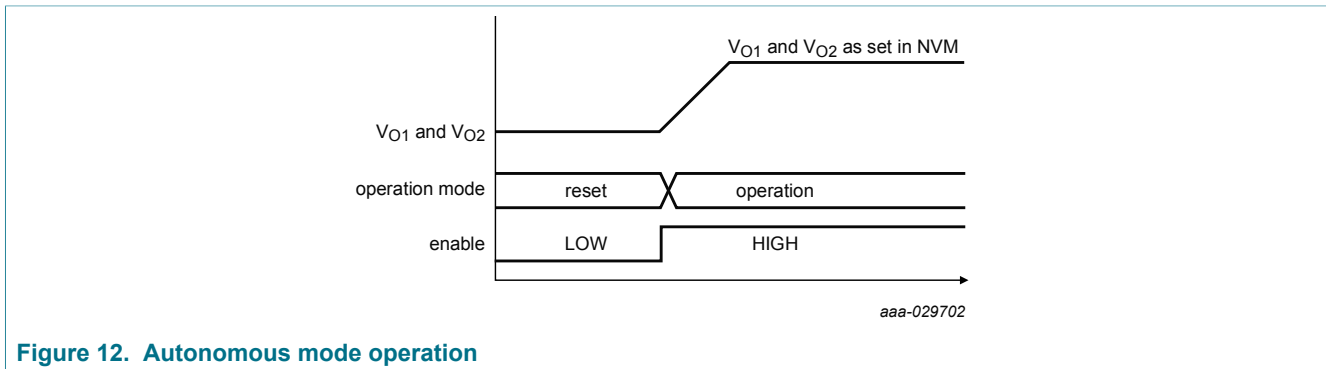 VO1 and VO2 as set in NVM
VO1 and VO2
operation mode
reset
operation
enable
LOW
HIGH
aaa-029702
Figure 12. Autonomous mode operation